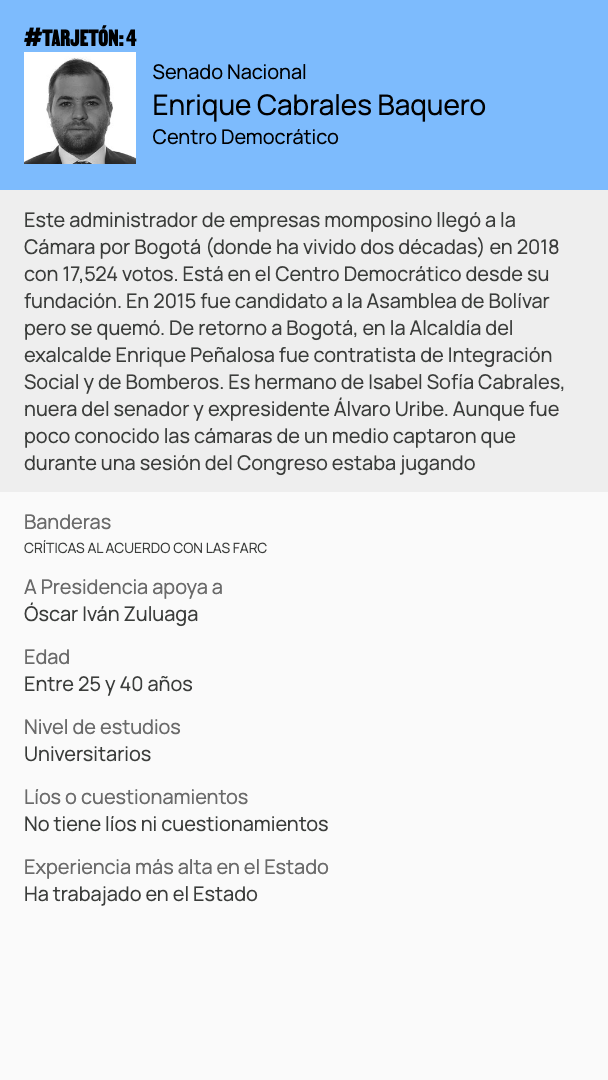 #TARJETÓN: 4
Senado Nacional
Enrique Cabrales Baquero
Centro Democrático
Este administrador de empresas momposino llegó a la
Cámara por Bogotá (donde ha vivido dos décadas) en 2018
con 17,524 votos. Está en el Centro Democrático desde su
fundación. En 2015 fue candidato a la Asamblea de Bolívar
pero se quemó. De retorno a Bogotá, en la Alcaldía del
exalcalde Enrique Peñalosa fue contratista de Integración
Social y de Bomberos. Es hermano de Isabel Sofía Cabrales,
nuera del senador y expresidente Álvaro Uribe. Aunque fue
poco conocido las cámaras de un medio captaron que
durante una sesión del Congreso estaba jugando
Banderas
CRÍTICAS AL ACUERDO CON LAS FARC
A Presidencia apoya a
Óscar Iván Zuluaga
Edad
Entre 25 y 40 años
Nivel de estudios
Universitarios
Líos o cuestionamientos
No tiene líos ni cuestionamientos
Experiencia más alta en el Estado
Ha trabajado en el Estado